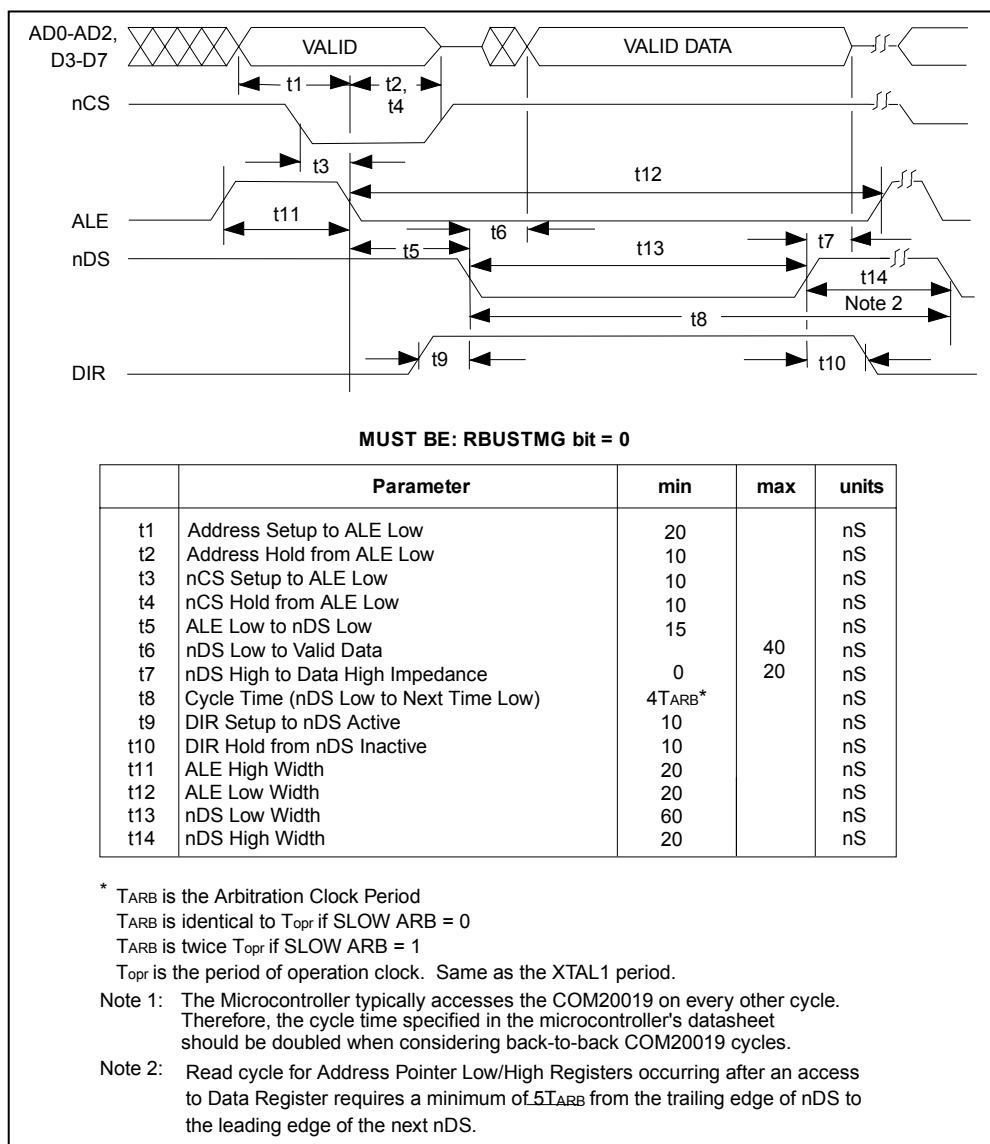 AD0-AD2,
D3-D7
VALID
VALID DATA
t1
t2,
t4
nCS
t3
t12
ALE
t11
t6
t7
t5
t13
nDS
t14
Note 2
t8
t9
t10
DIR
MUST BE: RBUSTMG bit = 0
Parameter min max units
t1 Address Setup to ALE Low 20 nS
t2 Address Hold from ALE Low 10 nS
t3 nCS Setup to ALE Low 10 nS
t4 nCS Hold from ALE Low 10 nS
t5 ALE Low to nDS Low 15 nS
t6 nDS Low to Valid Data 40 nS
t7 nDS High to Data High Impedance 0 20 nS
t8 Cycle Time (nDS Low to Next Time Low) 4TARB* nS
t9 DIR Setup to nDS Active 10 nS
t10 DIR Hold from nDS Inactive 10 nS
t11 ALE High Width 20 nS
t12 ALE Low Width 20 nS
t13 nDS Low Width 60 nS
t14 nDS High Width 20 nS
* TARB is the Arbitration Clock Period
TARB is identical to Topr if SLOW ARB = 0
TARB is twice Topr if SLOW ARB = 1
Topr is the period of operation clock. Same as the XTAL1 period.
Note 1: The Microcontroller typically accesses the COM20019 on every other cycle.
Therefore, the cycle time specified in the microcontroller's datasheet
should be doubled when considering back-to-back COM20019 cycles.
Note 2: Read cycle for Address Pointer Low/High Registers occurring after an access
to Data Register requires a minimum of 5TARB from the trailing edge of nDS to
the leading edge of the next nDS.